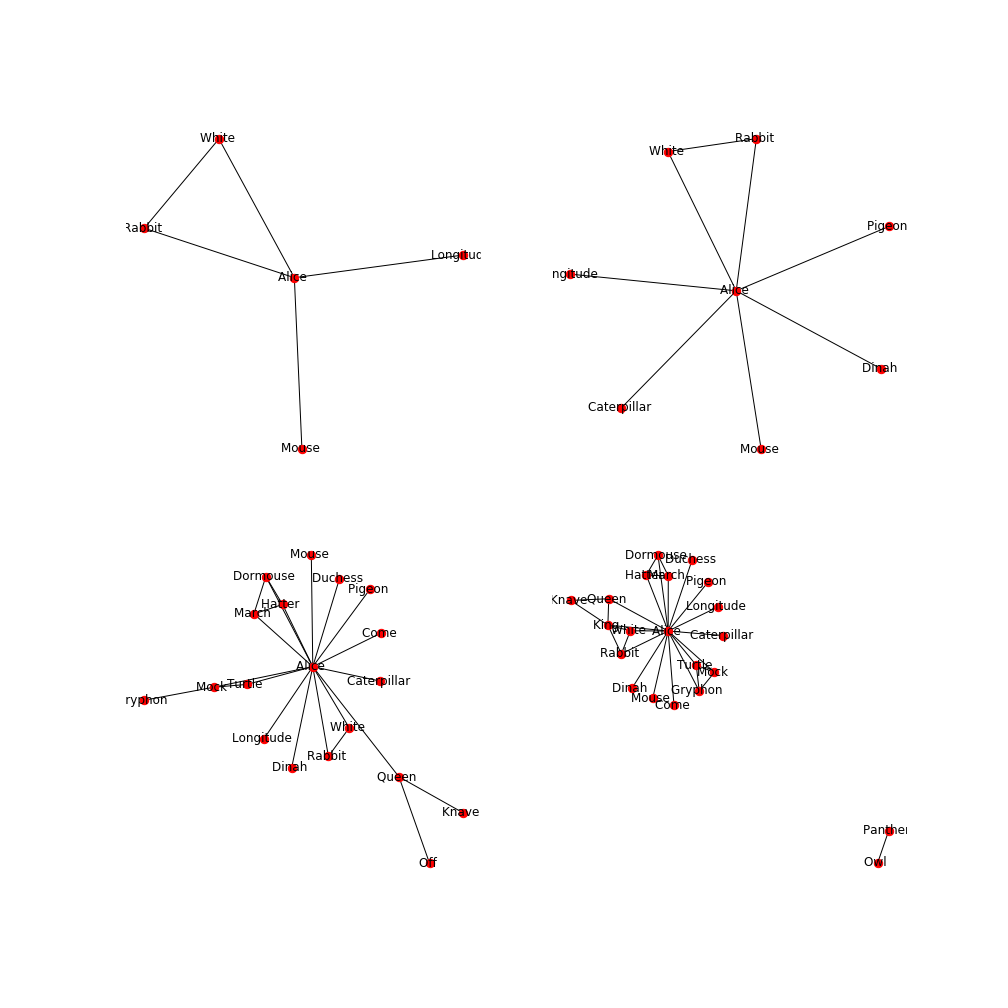 White
Rabbit
Alice
Longituc
Mouse
Rabbit
White
Pigeon
ngitude
Alice
Dinah
Caterpillar
Mouse
Mouse
Dormouse
Duchess
Pigeon
Hatter
March
Come
Alice
Caterpillar
Mock
Turtle
ryphon
White
Longitude
Rabbit
Dinah
Queen
Knave
Off
Dormouse
Duchess
Hatter
March
Pigeon
Knave
Queen
Longitude
King
White
Alice
Caterpillar
Rabbit
Turtle
Mock
Dinah
Gryphon
Mouse
Come
Panther
Owl